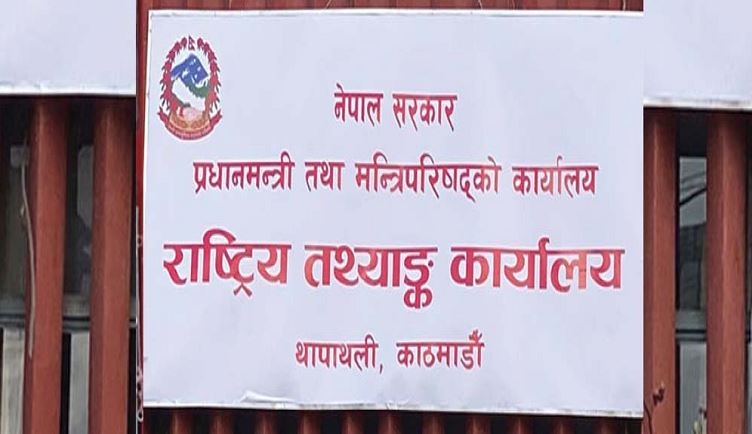 नेपाल सरकार
प्रधानमन्त्री तथा मन्त्रिपरिषद्को कार्यालय
राष्ट्रिय तथ्याङ्क कार्यालय
थापाथली, काठमाडौँ